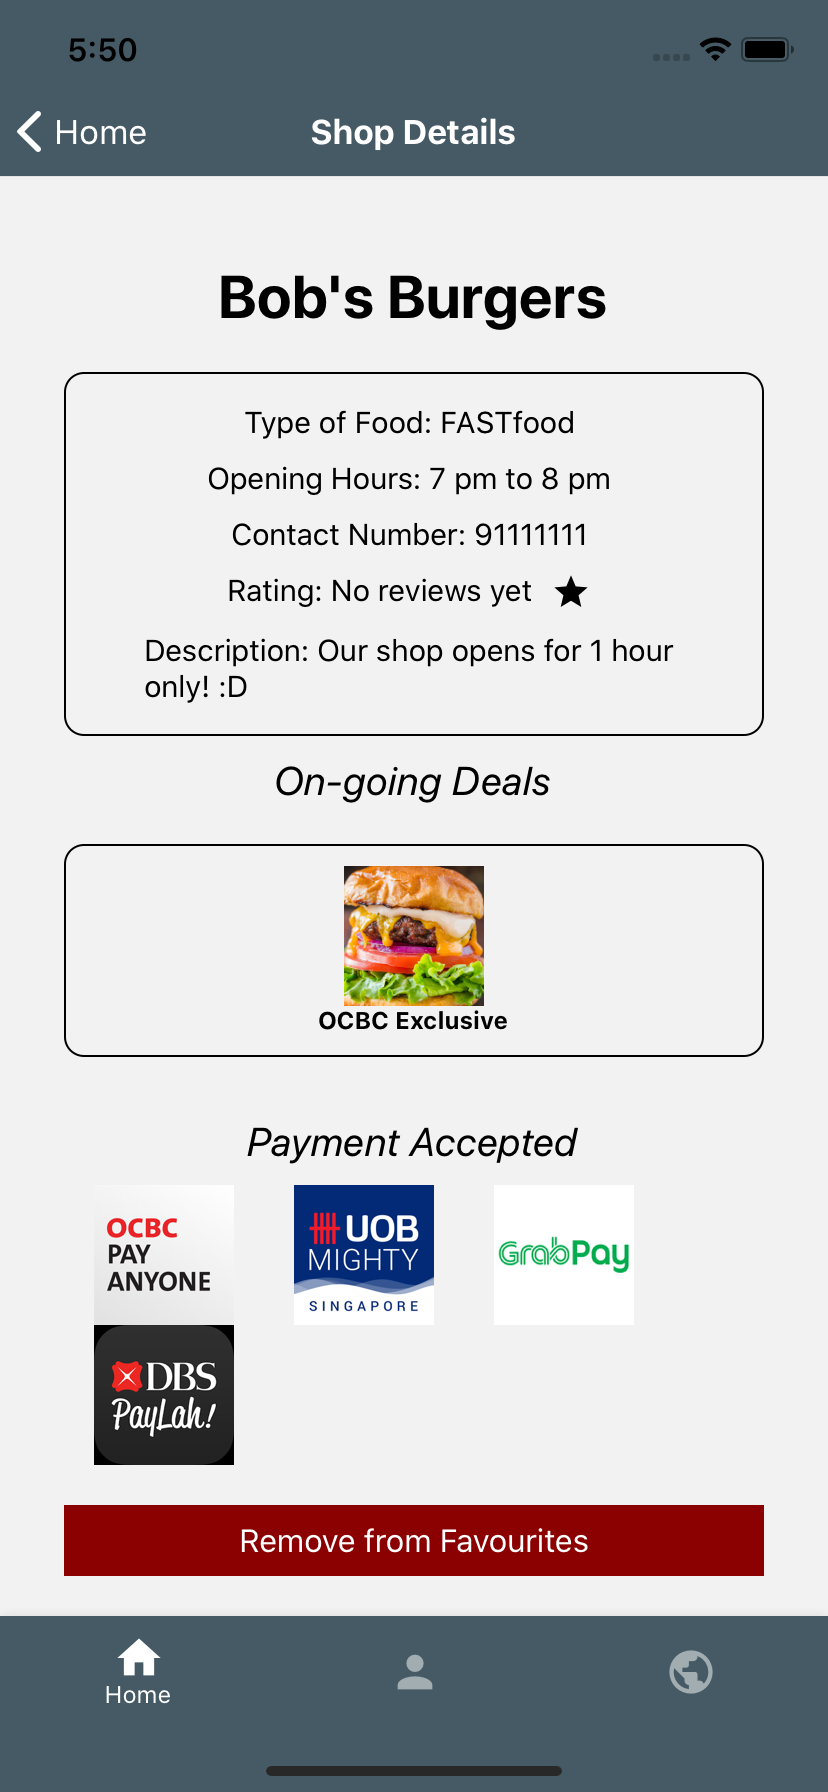 5:50
Home
Shop Details
Bob's Burgers
Type of Food: FASTfood
Opening Hours: 7 pm to 8 pm
Contact Number: 91111111
Rating: No reviews yet
Description: Our shop opens for 1 hour
only! :D
On-going Deals
OCBC Exclusive
Payment Accepted
OCBC
PAY
ANYONE
UOB
MIGHTY
SINGAPORE
GrabPay
DBS
PayLah!
Remove from Favourites
Home